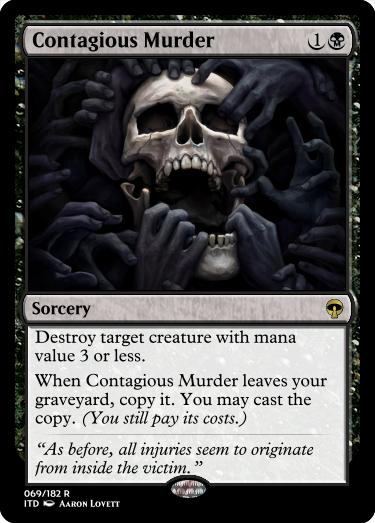 Contagious Murder 1
Sorcery
Destroy target creature with mana
value 3 or less.
When Contagious Murder leaves your
graveyard, copy it. You may cast the
copy. (You still pay its costs.)
“As before, all injuries seem to originate
from inside the victim.”
069/182 R
ITD Aaron Lovett